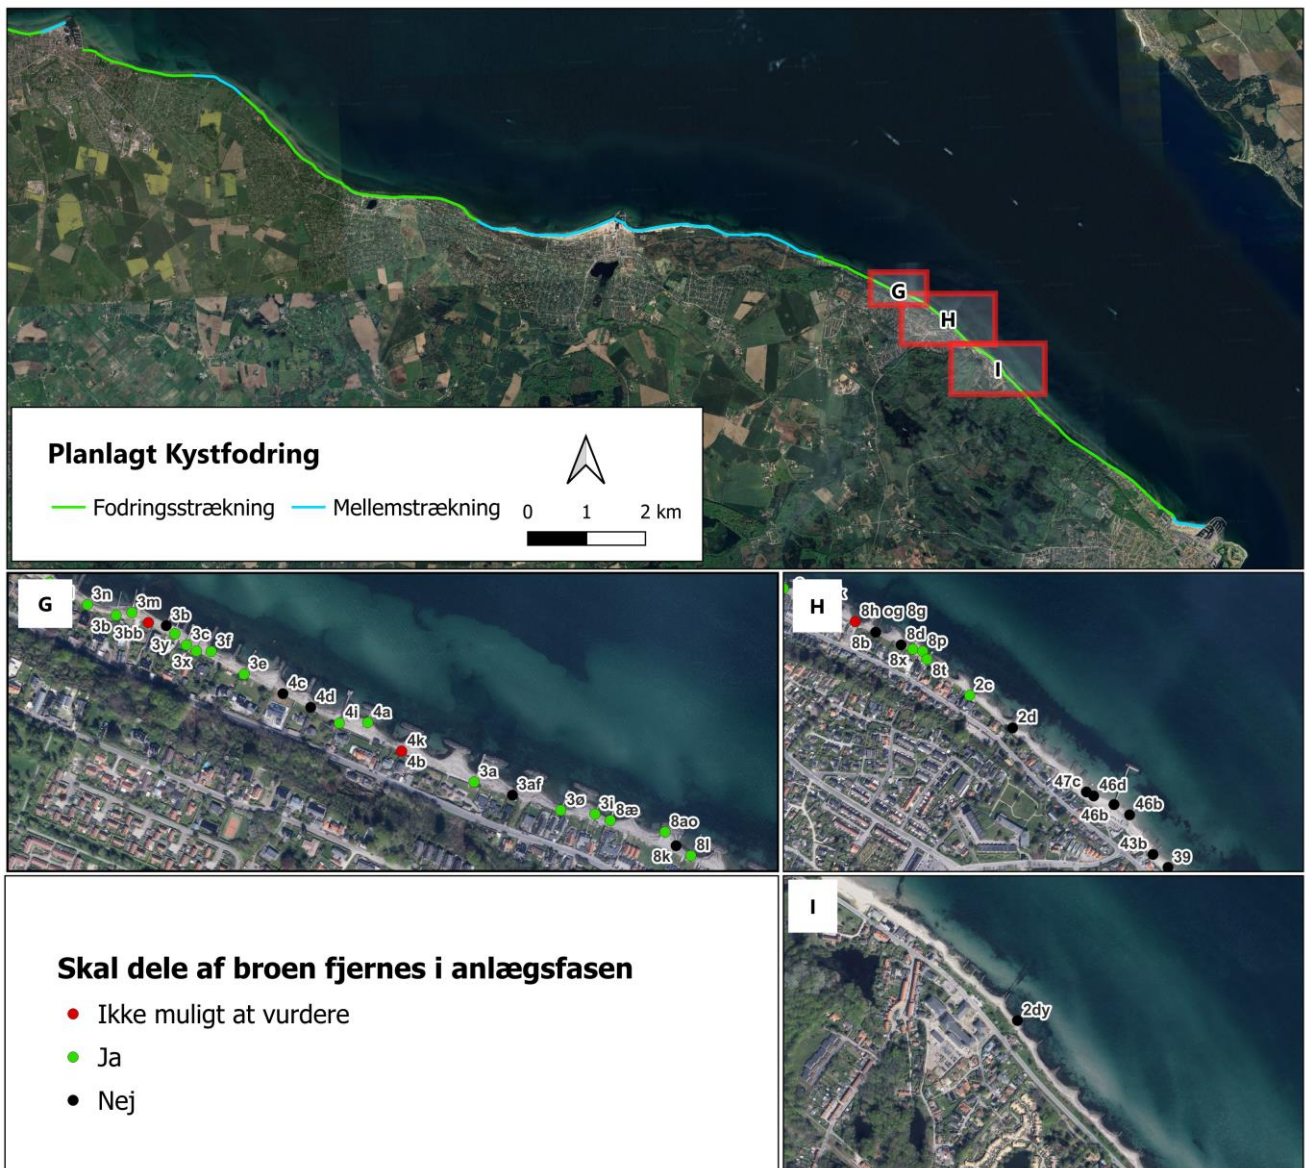 G
H
I
Planlagt Kystfodring
Fodringsstrækning
Mellemstrækning
0 1 2 km
G
3n
3m
3b
3b
3bb
3y
3c
3f
3x
3e
4c
4d
4i
4a
4k
4b
3a
3af
3ø
3i
8æ
8ao
8k
8l
H
8h og 8g
8b
8d
8p
8x
8t
2c
2d
47c
46d
46b
46b
43b
39
Skal dele af broen fjernes i anlægsfasen
Ikke muligt at vurdere
Ja
Nej
I
2dy